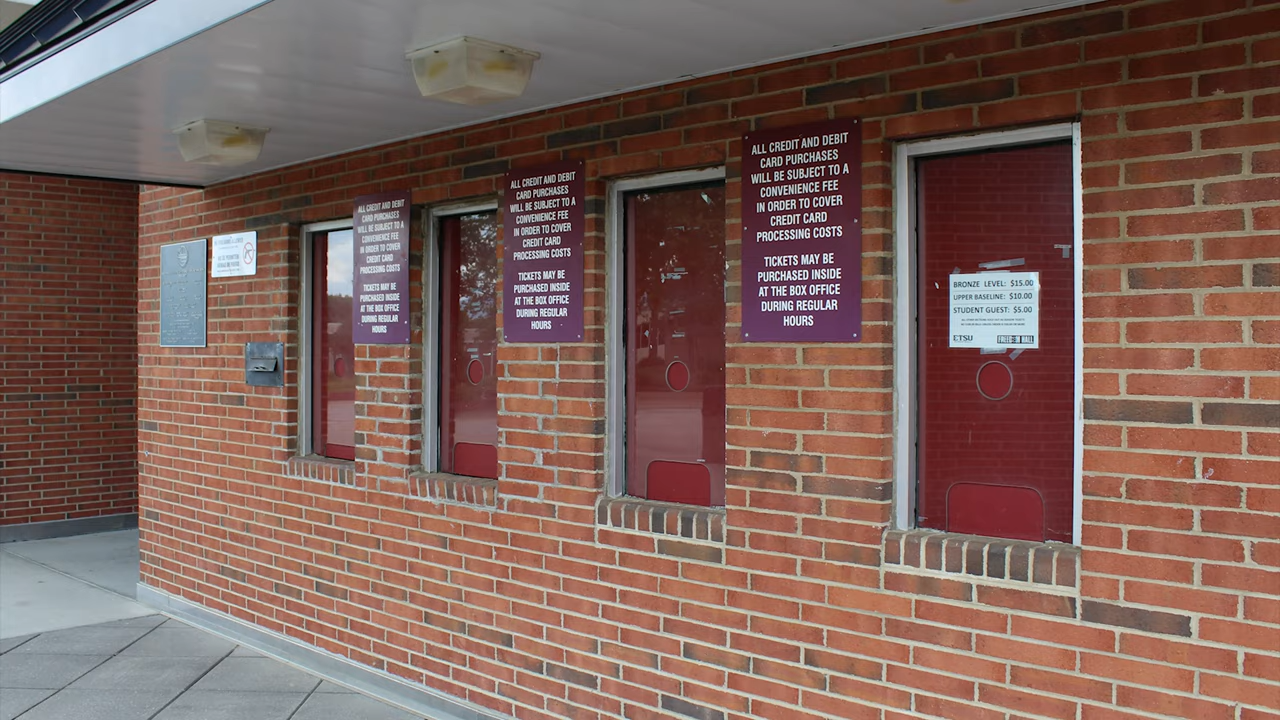 ALL CREDIT AND DEBIT
CARD PURCHASES
WILL BE SUBJECT TO A
CONVENIENCE FEE
IN ORDER TO COVER
CREDIT CARD
PROCESSING COSTS
TICKETS MAY BE
PURCHASED INSIDE
AT THE BOX OFFICE
DURING REGULAR
HOURS
ALL CREDIT AND DEBIT
CARD PURCHASES
WILL BE SUBJECT TO A
CONVENIENCE FEE
IN ORDER TO COVER
CREDIT CARD
PROCESSING COSTS
TICKETS MAY BE
PURCHASED INSIDE
AT THE BOX OFFICE
DURING REGULAR
HOURS
ALL CREDIT AND DEBIT
CARD PURCHASES
WILL BE SUBJECT TO A
CONVENIENCE FEE
IN ORDER TO COVER
CREDIT CARD
PROCESSING COSTS
TICKETS MAY BE
PURCHASED INSIDE
AT THE BOX OFFICE
DURING REGULAR
HOURS
BRONZE LEVEL: $15.00
UPPER BASELINE: $10.00
STUDENT GUEST: $5.00
ETSU FREEDOM HALL